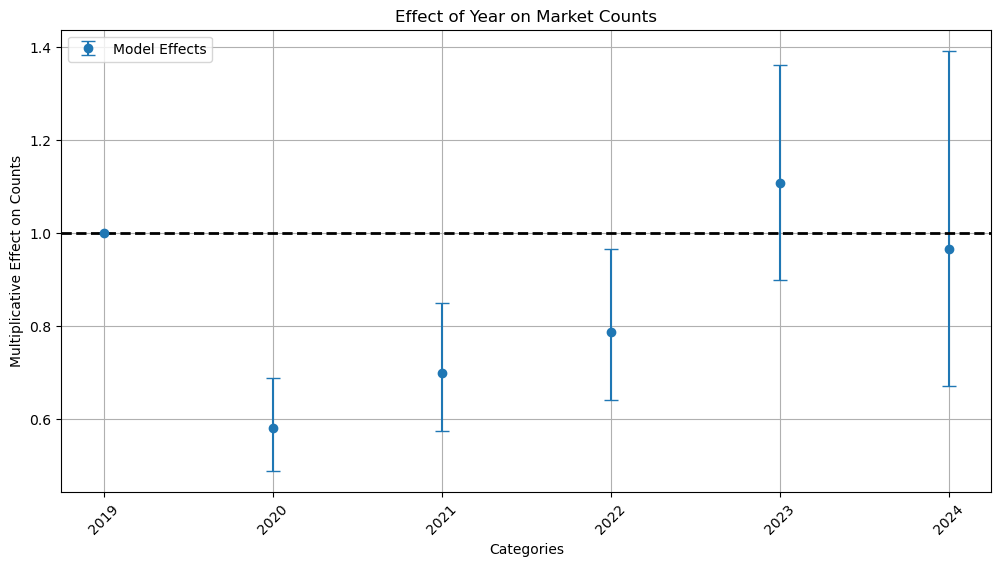 Effect of Year on Market Counts
Model Effects
Multiplicative Effect on Counts
1.4
1.2
1.0
0.8
0.6
2019
2020
2021
2022
2023
2024
Categories